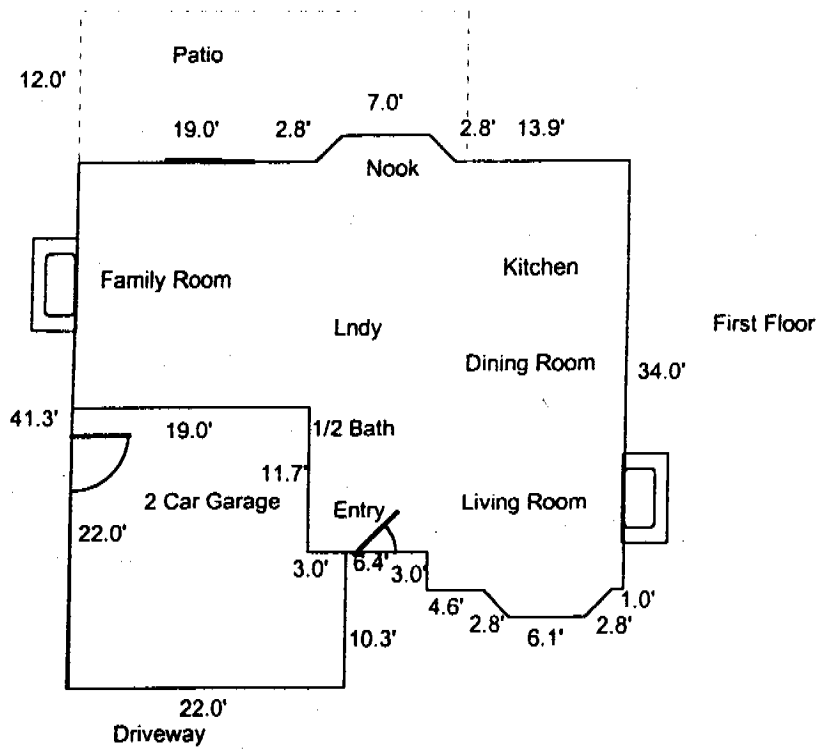 Patio
12.0'
7.0'
19.0' 2.8' 2.8' 13.9'
Nook
Kitchen
Family Room
Lndy
First Floor
Dining Room
34.0'
41.3'
19.0'
1/2 Bath
11.7'
2 Car Garage
Entry
Living Room
22.0'
3.0' 6.4' 3.0'
4.6' 1.0'
2.8' 6.1' 2.8'
10.3'
22.0'
Driveway